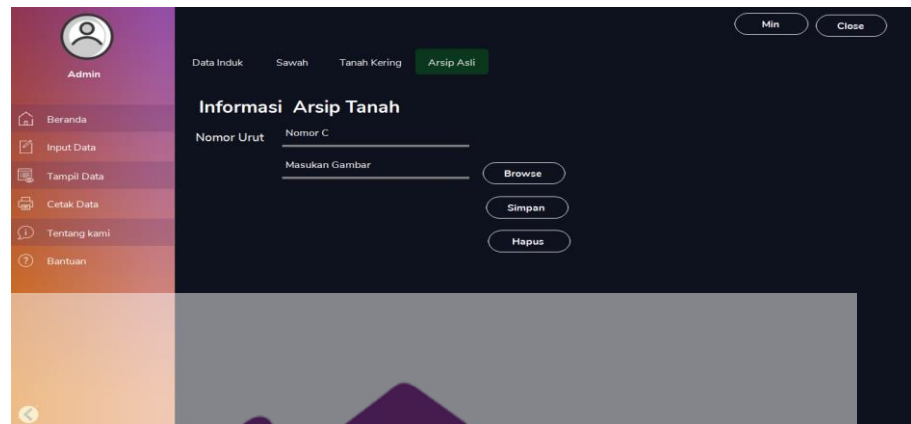 Min
Close
Admin
Data Induk
Sawah
Tanah Kering
Arsip Asli
Informasi Arsip Tanah
Beranda
Nomor Urut
Nomor C
Input Data
Masukan Gambar
Browse
Tampil Data
Cetak Data
Simpan
Tentang kami
Hapus
Bantuan